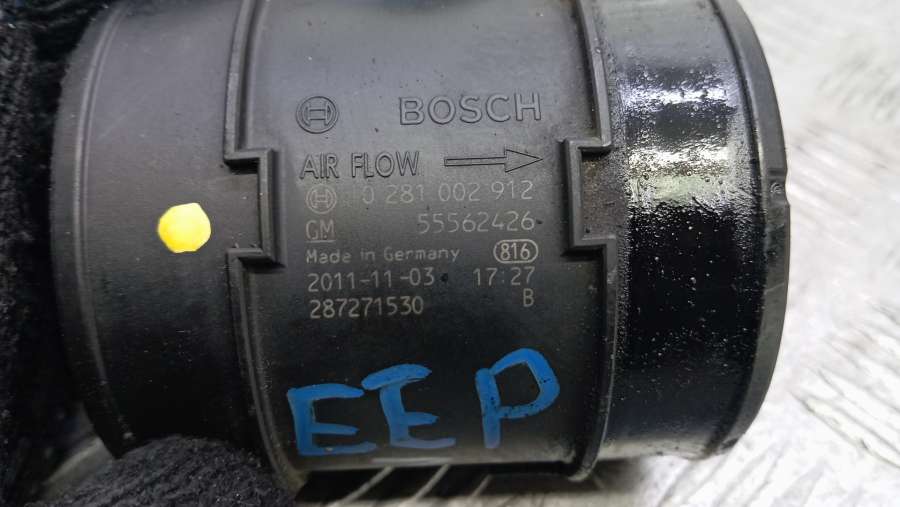 BOSCH
AIR FLOW
0 281 002 912
GM 55562426
Made in Germany 816
2011-11-03 17:27
287271530 B
EEP